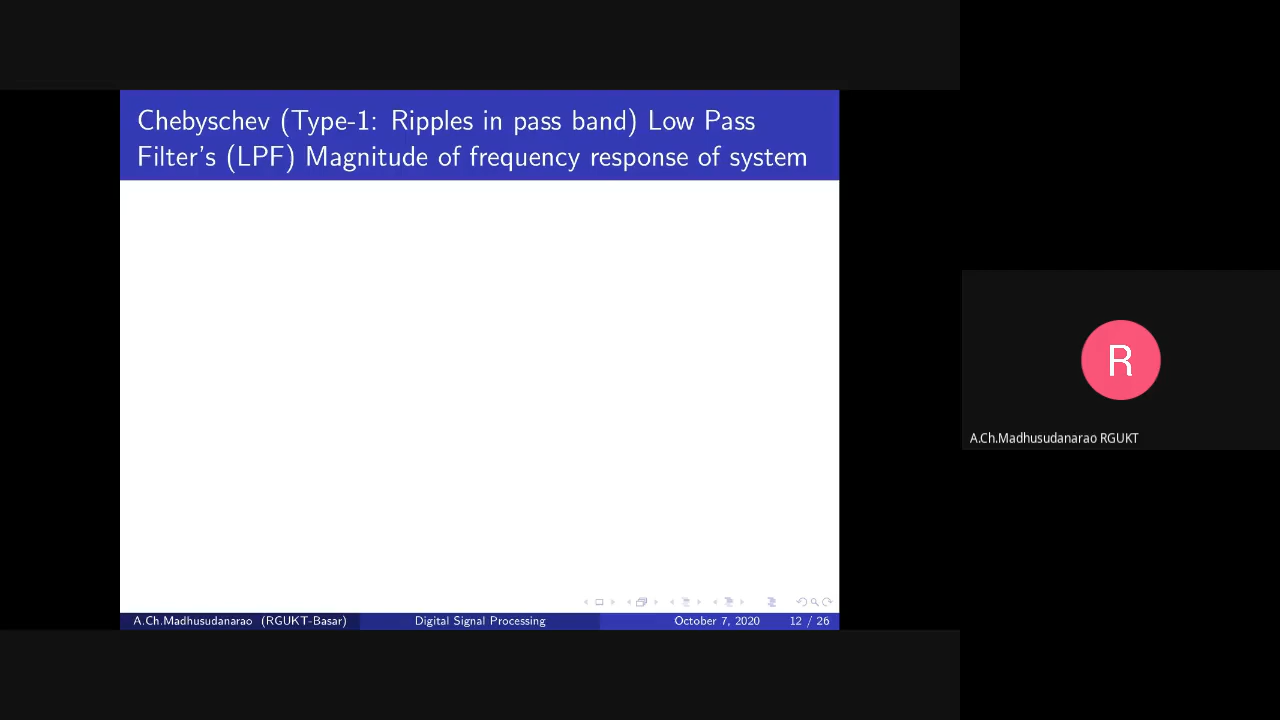 Chebyschev (Type-1: Ripples in pass band) Low Pass
Filter's (LPF) Magnitude of frequency response of system
R
A.Ch.Madhusudanarao RGUKT
A.Ch.Madhusudanarao (RGUKT-Basar)
Digital Signal Processing
October 7, 2020
12 / 26